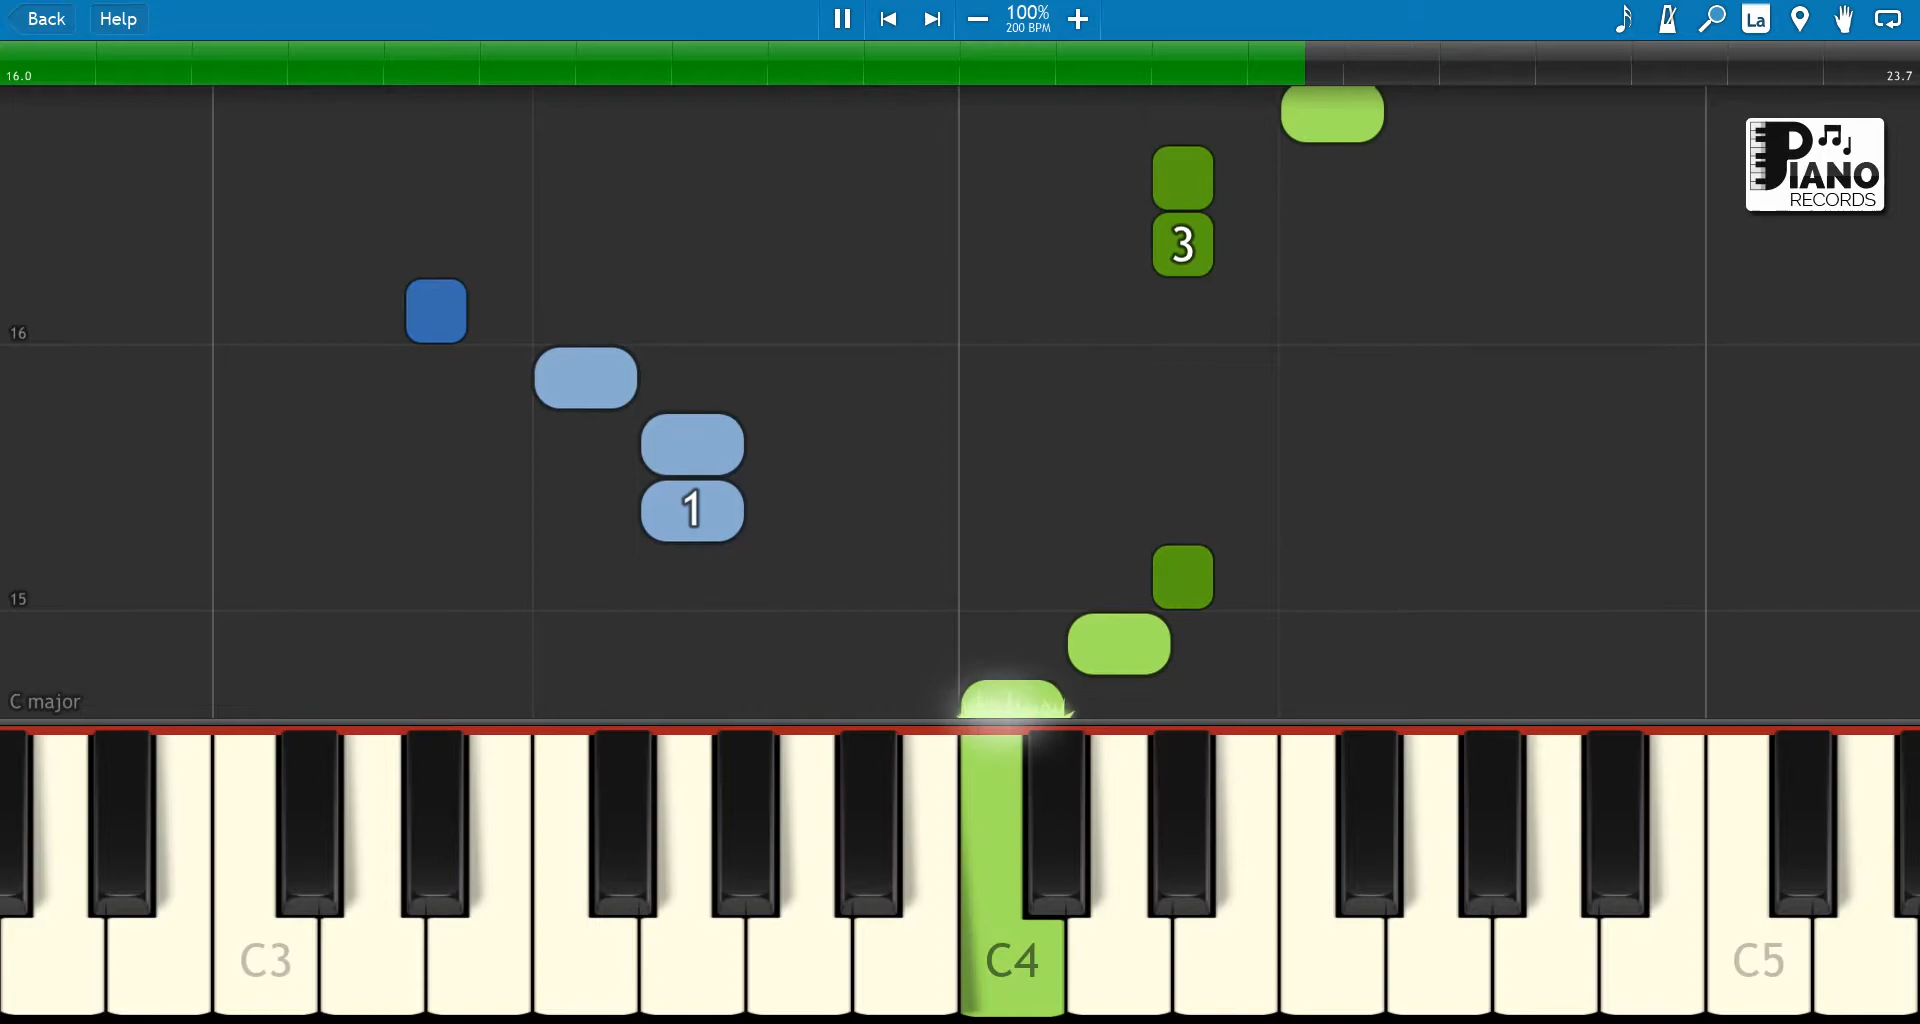 Back Help 100% La
200 BPM
16.0 23.7
PIANO
RECORDS
3
16
1
15
C major
C3 C4 C5